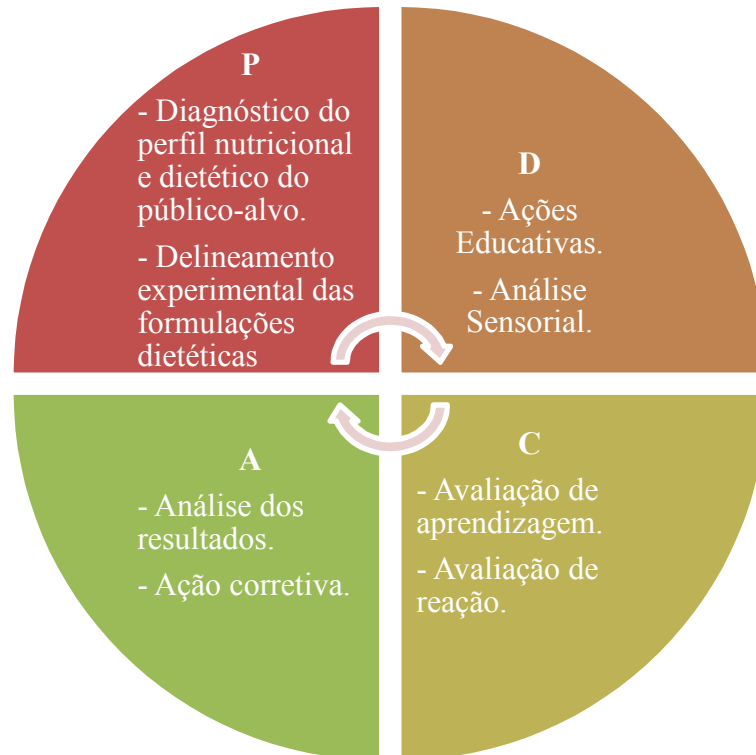 P
- Diagnóstico do
perfil nutricional
e dietético do
público-alvo.
- Delineamento
experimental das
formulações
dietéticas
D
- Ações
Educativas.
- Análise
Sensorial.
A
- Análise dos
resultados.
- Ação corretiva.
C
- Avaliação de
aprendizagem.
- Avaliação de
reação.